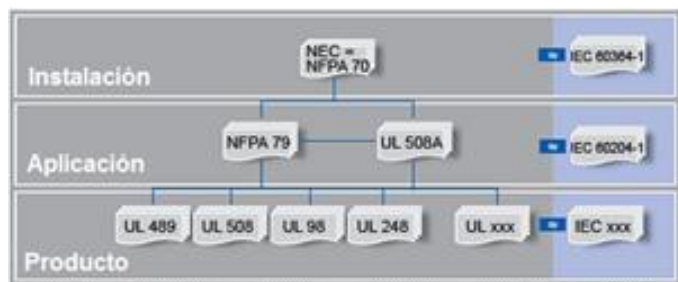 NEC =
NFPA 70
IEC 60364-1
Instalación
NFPA 79
UL 508A
IEC 60204-1
Aplicación
UL 489
UL 508
UL 98
UL 248
UL xxx
IEC xxx
Producto